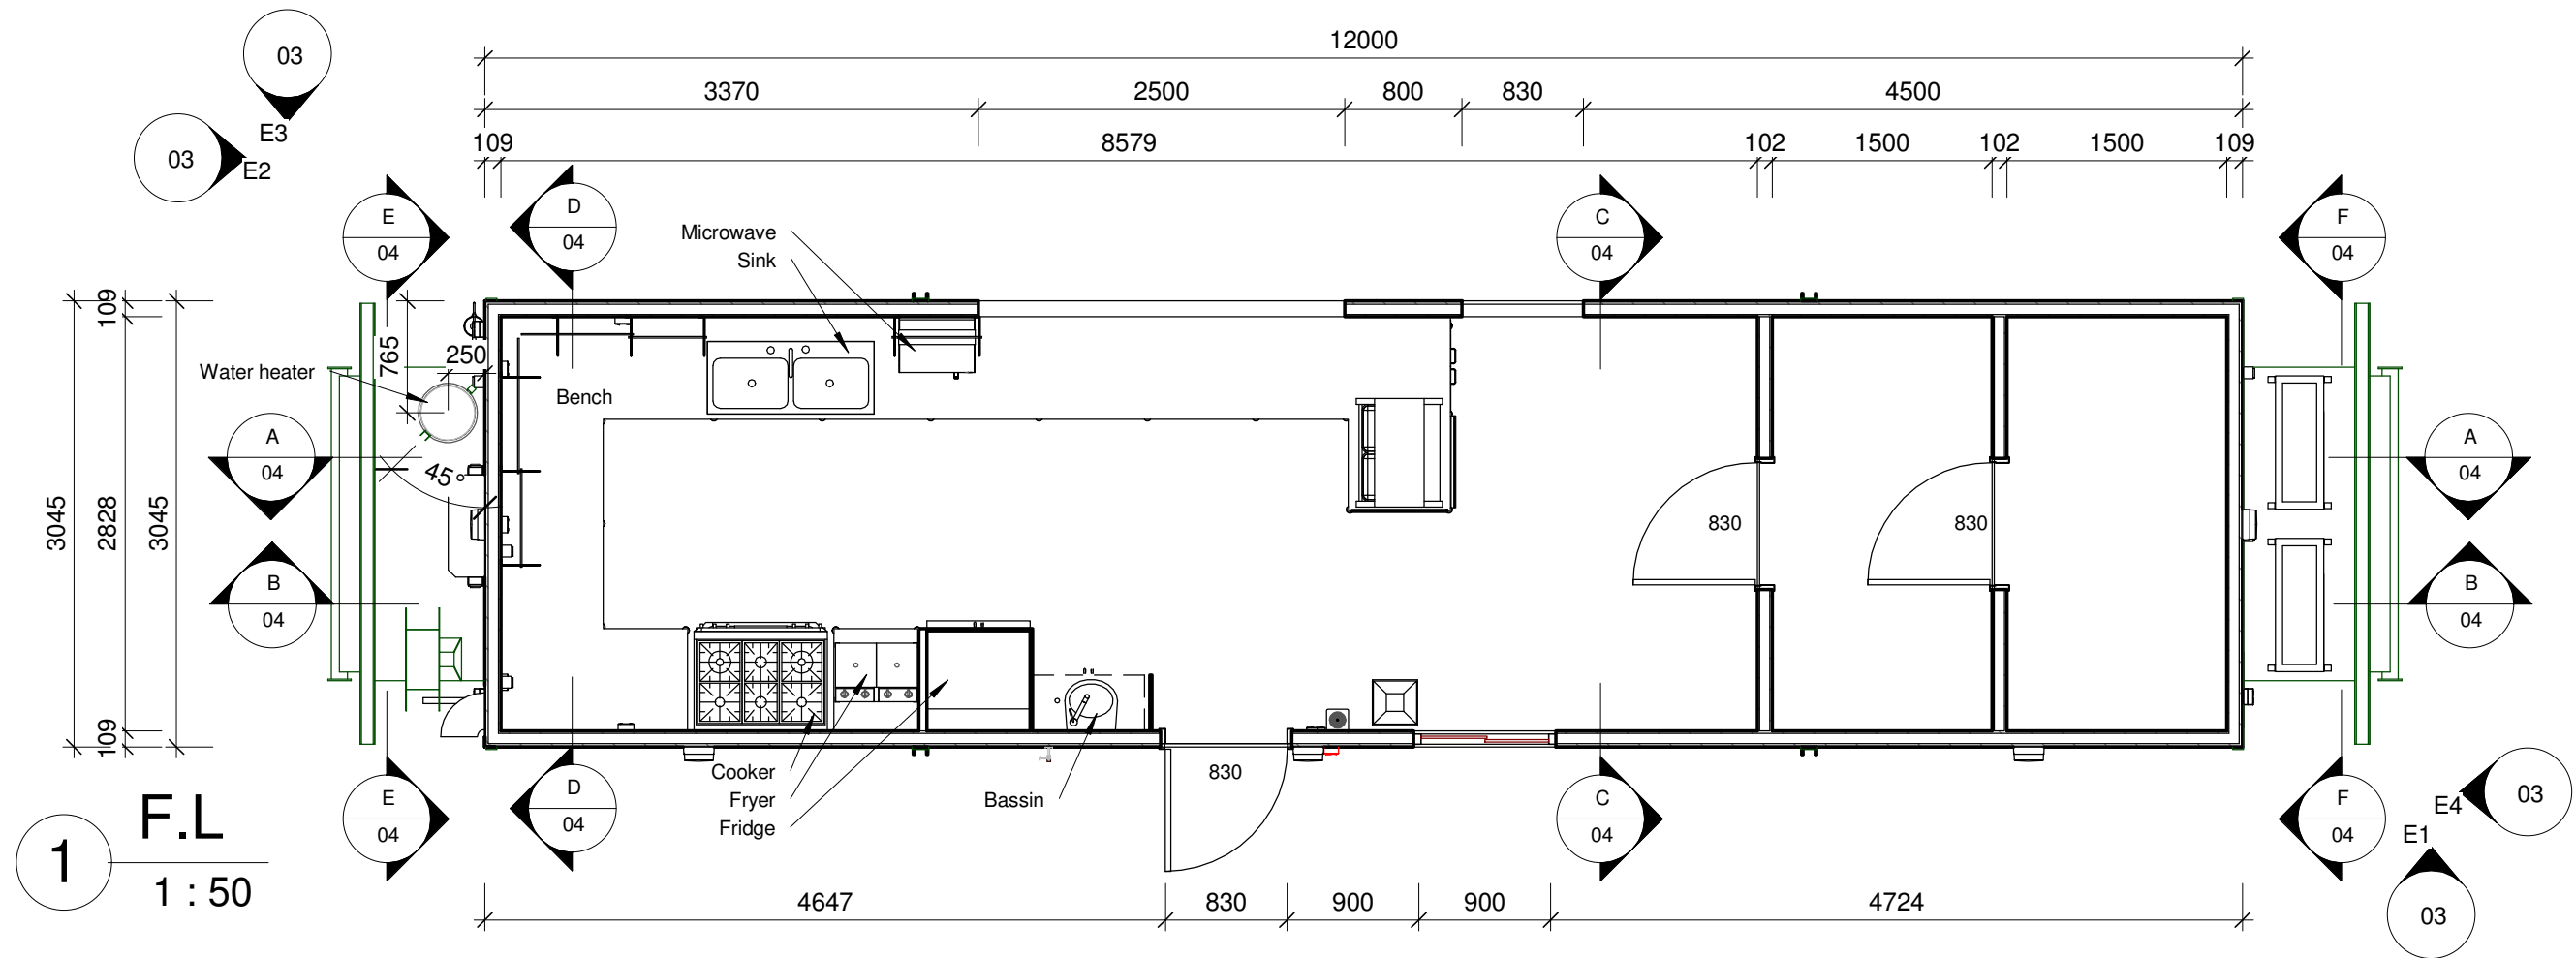 03
12000
3370 2500 800 830 4500
E3
109 8579 102 1500 102 1500 109
03
E2
E
04
D
04
C
04
F
04
Microwave
Sink
109
765
250
Water heater
Bench
A
04
45°
A
04
3045
2828
3045
830
830
B
04
B
04
109
Cooker
Fryer
Fridge
Bassin
830
E
04
D
04
C
04
F
04
03
E4
E1
03
1
F.L
1 : 50
4647 830 900 900 4724